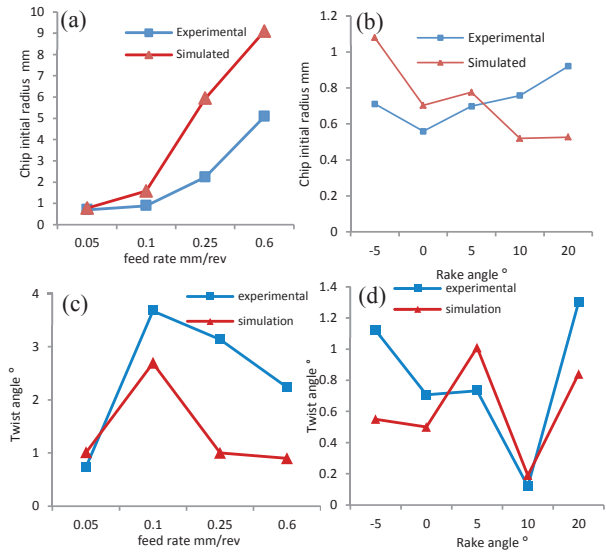 (a)
Experimental
Simulated
Chip initial radius mm
10
9
8
7
6
5
4
3
2
1
0
0.05 0.1 0.25 0.6
feed rate mm/rev
(b)
Experimental
Simulated
Chip initial radius mm
1.2
1
0.8
0.6
0.4
0.2
0
-5 0 5 10 20
Rake angle °
(c)
experimental
simulation
Twist angle °
4
3
2
1
0
0.05 0.1 0.25 0.6
feed rate mm/rev
(d)
experimental
simulation
Twist angle °
1.4
1.2
1
0.8
0.6
0.4
0.2
0
-5 0 5 10 20
Rake angle °